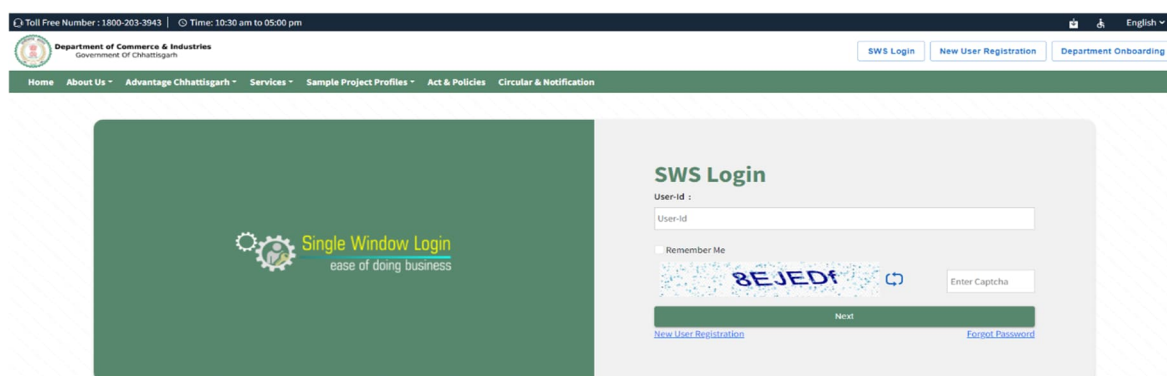 Toll Free Number : 1800-203-3943 | Time: 10:30 am to 05:00 pm
English
Department of Commerce & Industries
Government Of Chhattisgarh
SWS Login
New User Registration
Department Onboarding
Home About Us Advantage Chhattisgarh Services Sample Project Profiles Act & Policies Circular & Notification
Single Window Login
ease of doing business
SWS Login
User-Id :
User-Id
Remember Me
8EJEDf
Enter Captcha
Next
New User Registration
Forgot Password